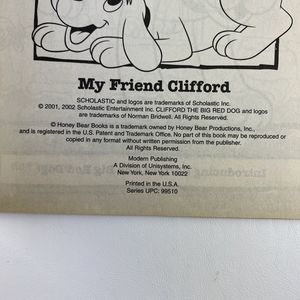 My Friend Clifford
SCHOLASTIC and logos are trademarks of Scholastic Inc.
© 2001, 2002 Scholastic Entertainment Inc. CLIFFORD THE BIG RED DOG and logos
are trademarks of Norman Bridwell. All Rights Reserved.
© Honey Bear Books is a trademark owned by Honey Bear Productions, Inc.,
and is registered in the U.S. Patent and Trademark Office. No part of this book may be reproduced or
copied in any format without written permission from the publisher.
All Rights Reserved.
Modern Publishing
A Division of Unisystems, Inc.
New York, New York 10022
Printed in the U.S.A.
Series UPC: 99510